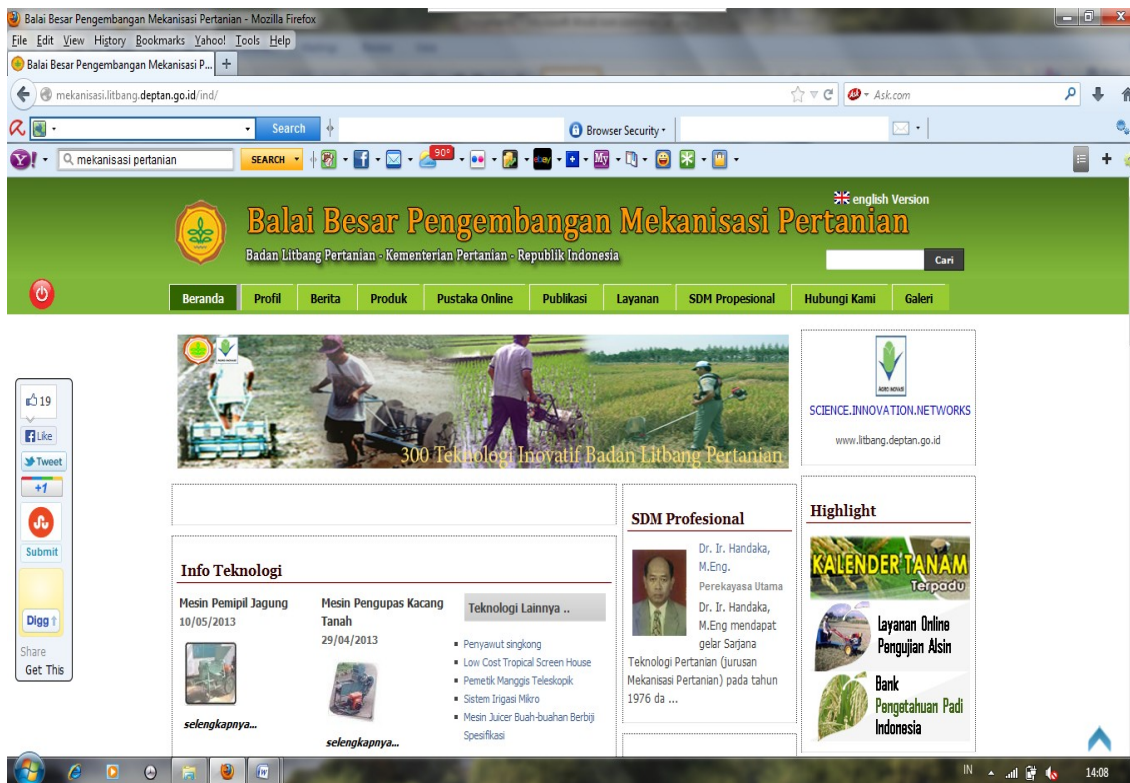 Balai Besar Pengembangan Mekanisasi Pertanian - Mozilla Firefox
File Edit View History Bookmarks Yahoo! Tools Help
Balai Besar Pengembangan Mekanisasi P... +
mekanisasi.litbang.deptan.go.id/ind/
Ask.com
Search
Browser Security
Y!
mekanisasi pertanian
SEARCH
90°
ebay
My
english Version
Balai Besar Pengembangan Mekanisasi Pertanian
Badan Litbang Pertanian - Kementerian Pertanian - Republik Indonesia
Cari
Beranda Profil Berita Produk Pustaka Online Publikasi Layanan SDM Propesional Hubungi Kami Galeri
300 Teknologi Inovatif Badan Litbang Pertanian
AGRO INOVASI
SCIENCE.INNOVATION.NETWORKS
www.litbang.deptan.go.id
19
Like
Tweet
+1
Submit
Digg
Share
Get This
Info Teknologi
Mesin Pemipil Jagung
10/05/2013
selengkapnya...
Mesin Pengupas Kacang
Tanah
29/04/2013
selengkapnya...
Teknologi Lainnya ..
Penyawut singkong
Low Cost Tropical Screen House
Pemetik Manggis Teleskopik
Sistem Irigasi Mikro
Mesin Juicer Buah-buahan Berbiji
Spesifikasi
SDM Profesional
Dr. Ir. Handaka,
M.Eng.
Perekayasa Utama
Dr. Ir. Handaka,
M.Eng mendapat
gelar Sarjana
Teknologi Pertanian (jurusan
Mekanisasi Pertanian) pada tahun
1976 da ...
Highlight
KALENDER TANAM
Terpadu
Layanan Online
Pengujian Alsin
Bank
Pengetahuan Padi
Indonesia
IN
14:08